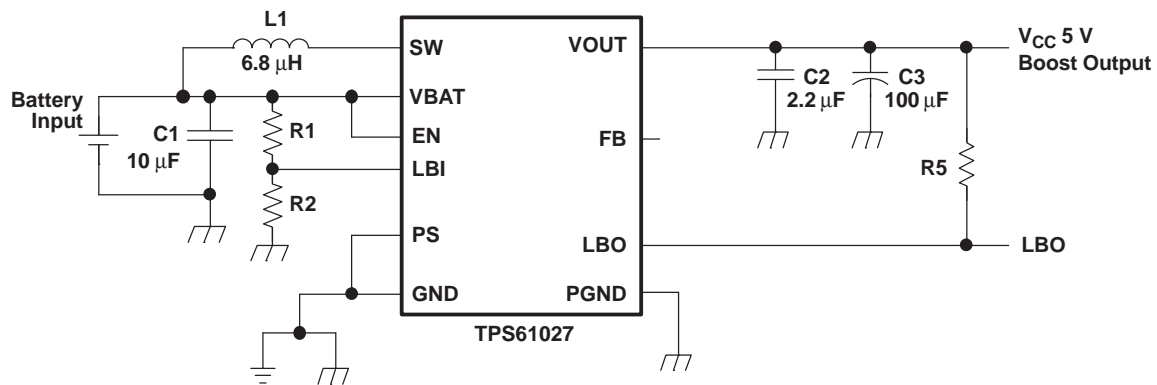 L1
6.8 µH
SW
VOUT
V_CC 5 V
Boost Output
Battery
Input
C1
10 µF
VBAT
R1
EN
LBI
R2
FB
C2
2.2 µF
C3
100 µF
R5
PS
LBO
LBO
GND
PGND
TPS61027